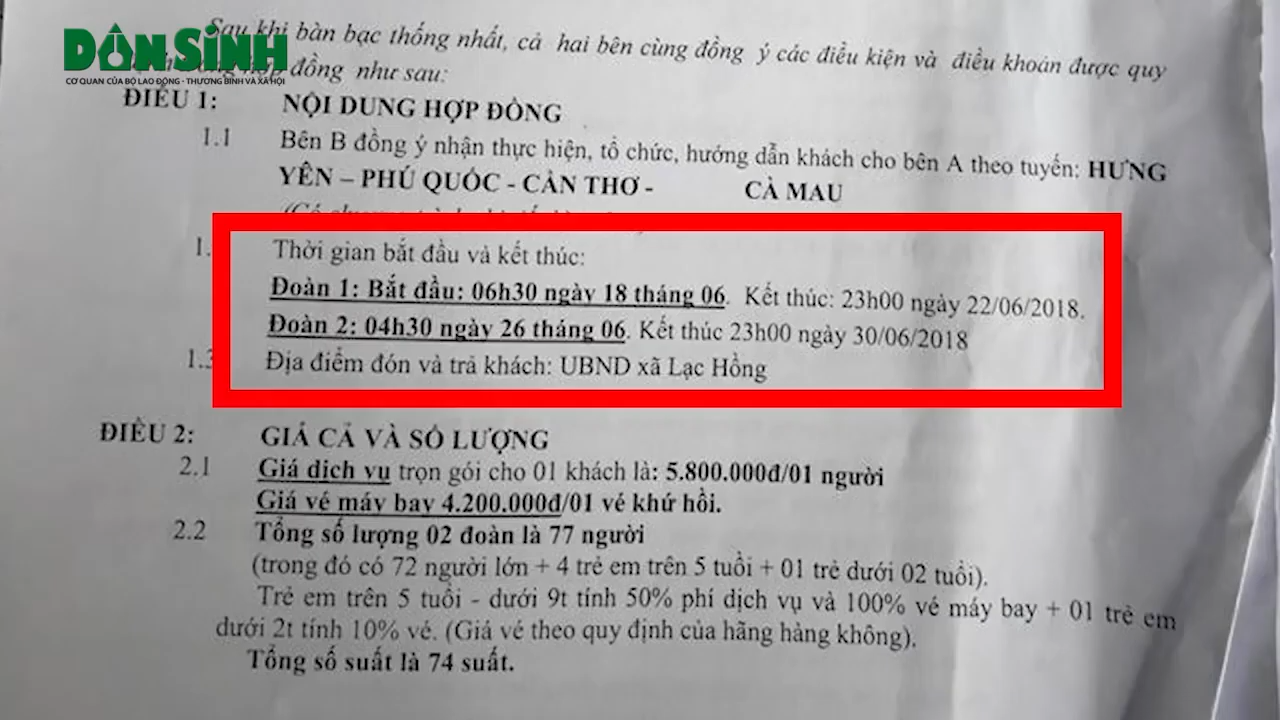 DÂN SINH
CƠ QUAN CỦA BỘ LAO ĐỘNG - THƯƠNG BINH VÀ XÃ HỘI
Sau khi bàn bạc thống nhất, cả hai bên cùng đồng ý các điều kiện và điều khoản được quy
đồng như sau:
ĐIỀU 1: NỘI DUNG HỢP ĐỒNG
1.1 Bên B đồng ý nhận thực hiện, tổ chức, hướng dẫn khách cho bên A theo tuyến: HƯNG
YÊN – PHÚ QUỐC - CẦN THƠ - CÀ MAU
1. Thời gian bắt đầu và kết thúc:
Đoàn 1: Bắt đầu: 06h30 ngày 18 tháng 06. Kết thúc: 23h00 ngày 22/06/2018.
Đoàn 2: 04h30 ngày 26 tháng 06. Kết thúc 23h00 ngày 30/06/2018
1.3 Địa điểm đón và trả khách: UBND xã Lạc Hồng
ĐIỀU 2: GIÁ CẢ VÀ SỐ LƯỢNG
2.1 Giá dịch vụ trọn gói cho 01 khách là: 5.800.000đ/01 người
Giá vé máy bay 4.200.000đ/01 vé khứ hồi.
2.2 Tổng số lượng 02 đoàn là 77 người
(trong đó có 72 người lớn + 4 trẻ em trên 5 tuổi + 01 trẻ dưới 02 tuổi).
Trẻ em trên 5 tuổi - dưới 9t tính 50% phí dịch vụ và 100% vé máy bay + 01 trẻ em
dưới 2t tính 10% vé. (Giá vé theo quy định của hãng hàng không).
Tổng số suất là 74 suất.